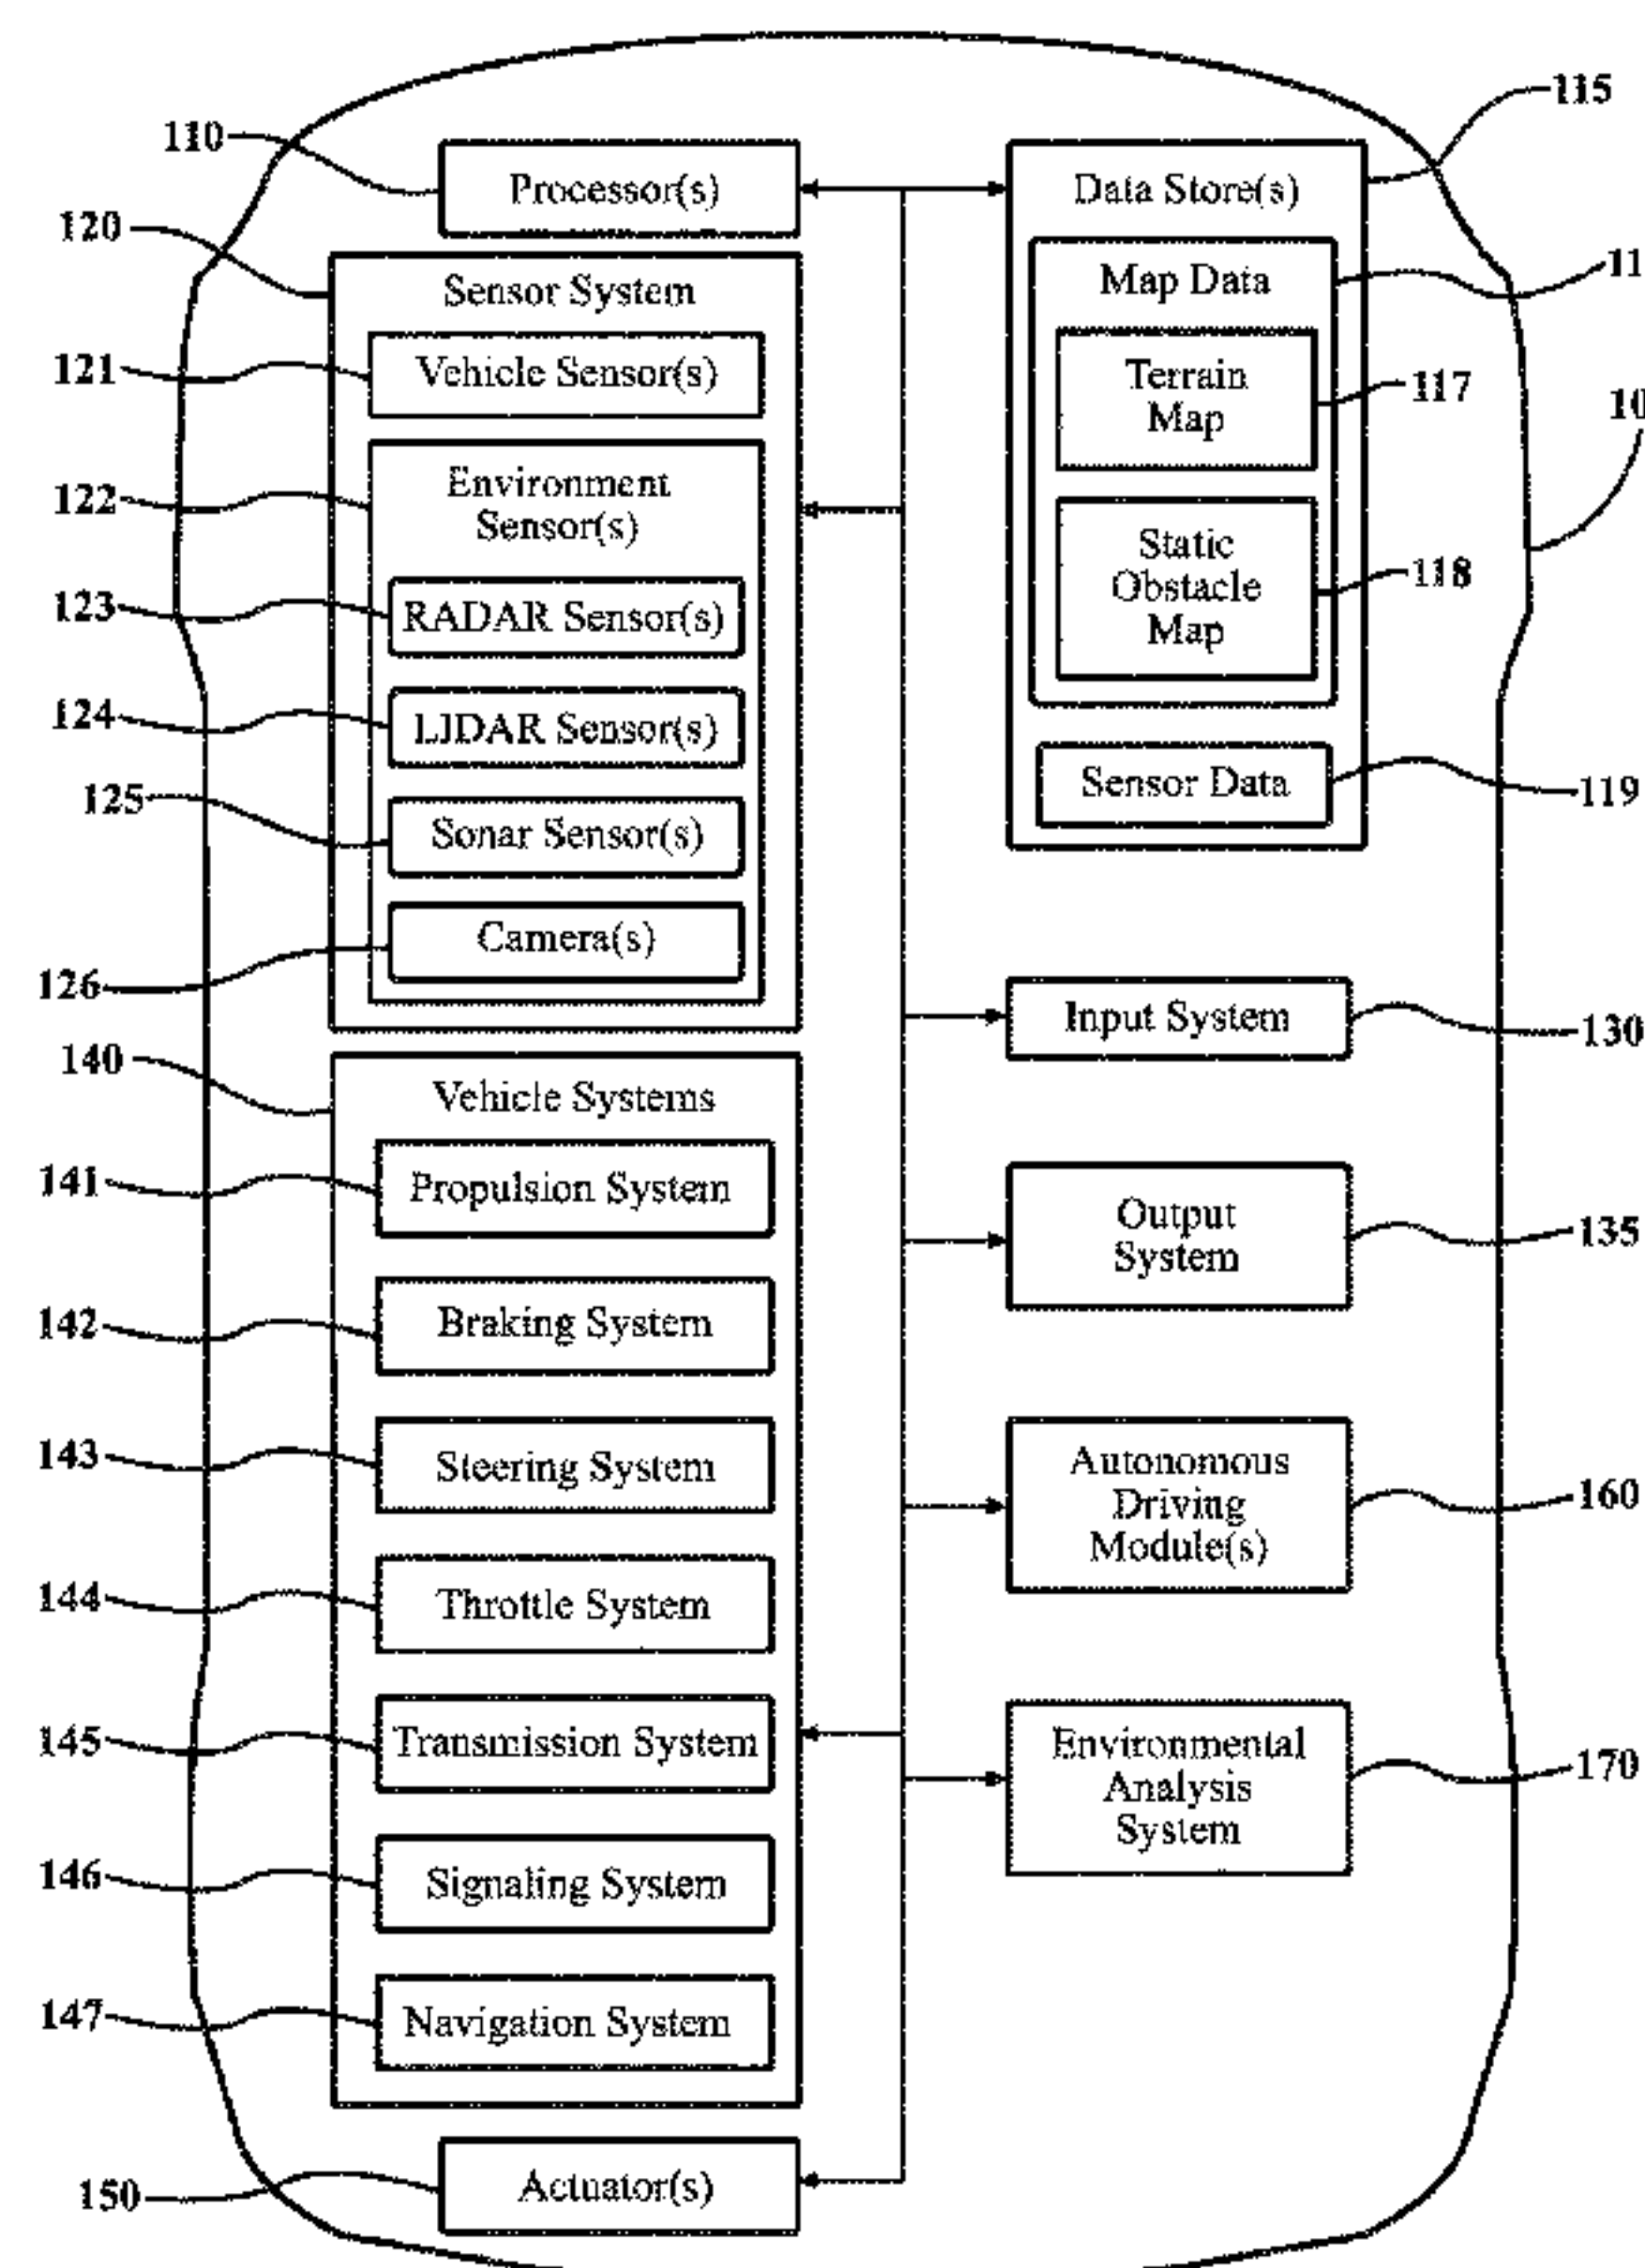 110
Processor(s)
120
Sensor System
121
Vehicle Sensor(s)
122
Environment
Sensor(s)
123
RADAR Sensor(s)
124
LIDAR Sensor(s)
125
Sonar Sensor(s)
126
Camera(s)
140
Vehicle Systems
141
Propulsion System
142
Braking System
143
Steering System
144
Throttle System
145
Transmission System
146
Signaling System
147
Navigation System
150
Actuator(s)
115
Data Store(s)
11
Map Data
Terrain
Map
117
10
Static
Obstacle
Map
118
Sensor Data
119
Input System
130
Output
System
135
Autonomous
Driving
Module(s)
160
Environmental
Analysis
System
170